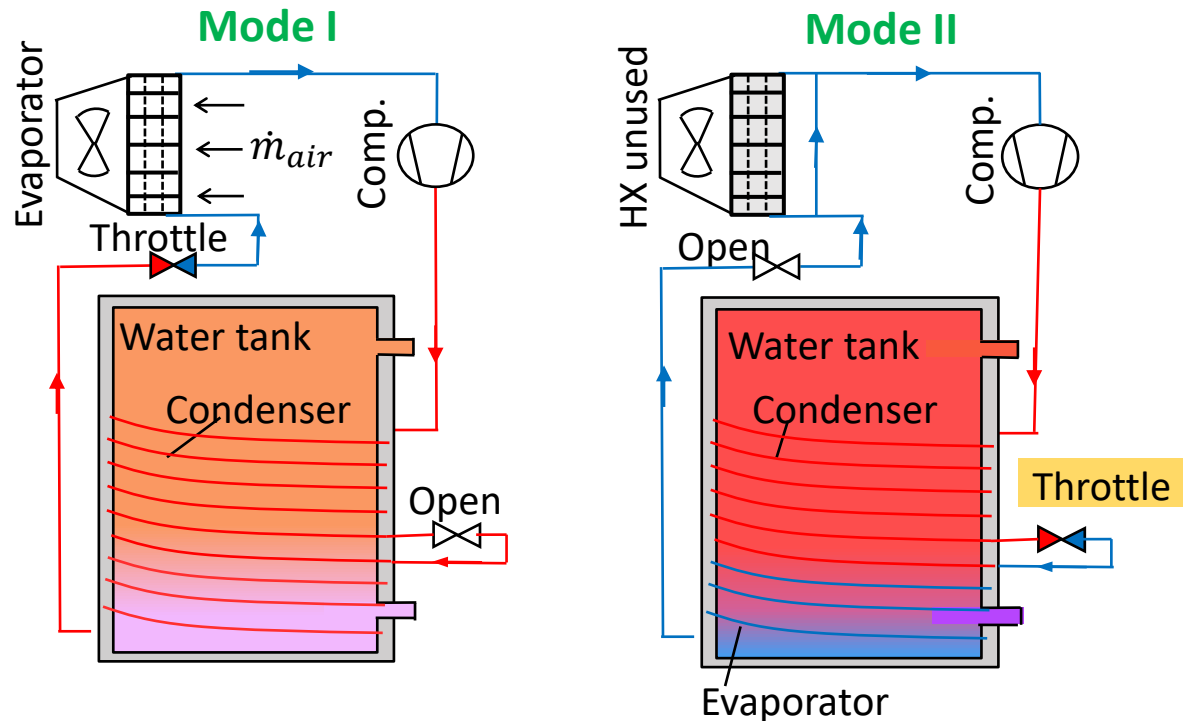 Mode I
Evaporator
ṁair
Comp.
Throttle
Water tank
Condenser
Open
Mode II
HX unused
Comp.
Open
Water tank
Condenser
Throttle
Evaporator